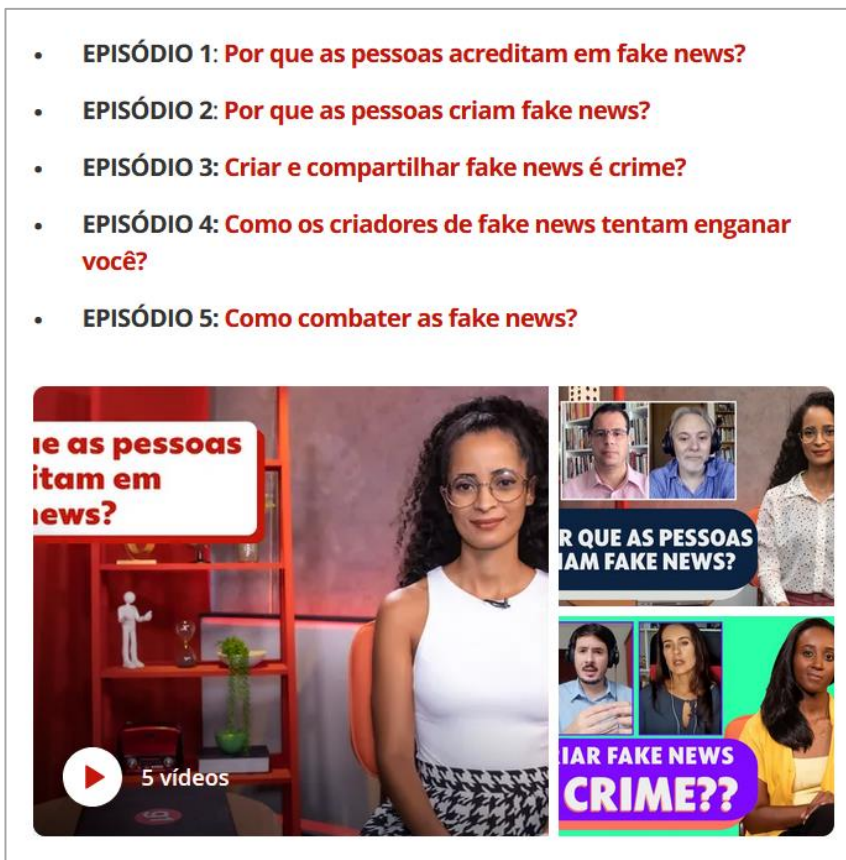 • EPISÓDIO 1: Por que as pessoas acreditam em fake news?
• EPISÓDIO 2: Por que as pessoas criam fake news?
• EPISÓDIO 3: Criar e compartilhar fake news é crime?
• EPISÓDIO 4: Como os criadores de fake news tentam enganar
você?
• EPISÓDIO 5: Como combater as fake news?
ue as pessoas
itam em
news?
5 vídeos
R QUE AS PESSOAS
IAM FAKE NEWS?
IAR FAKE NEWS
CRIME??